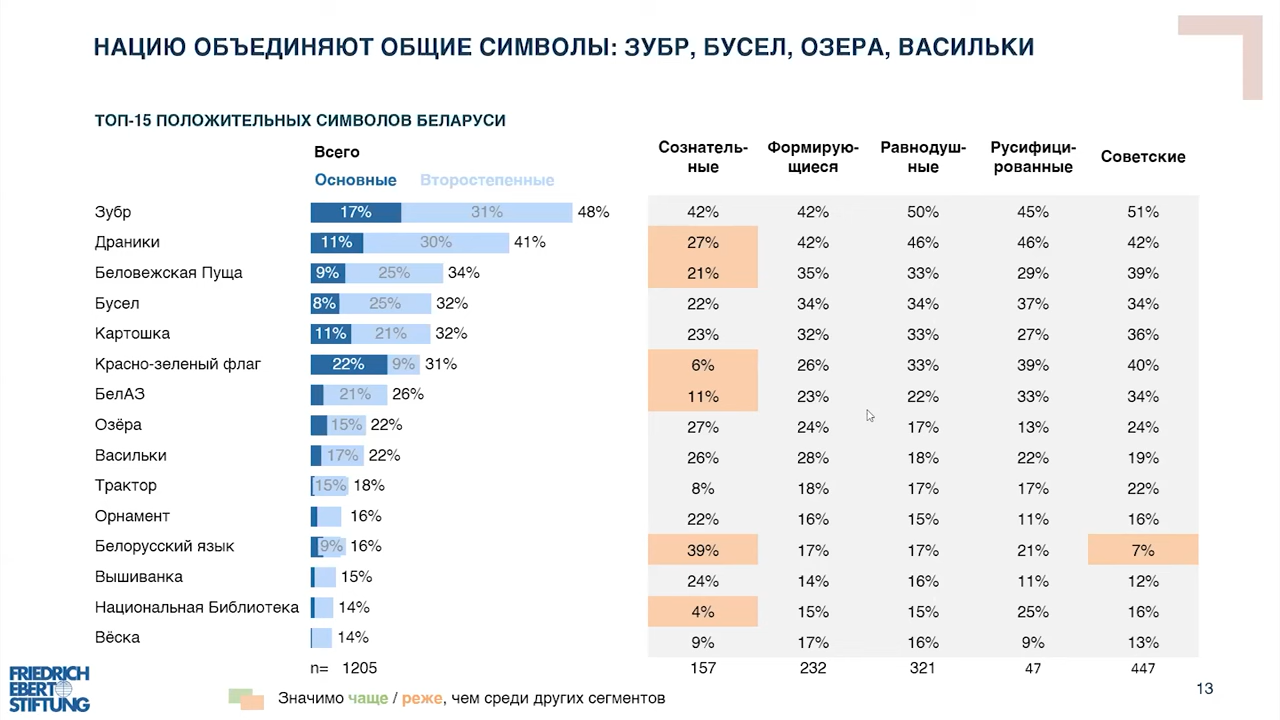 НАЦИЮ ОБЪЕДИНЯЮТ ОБЩИЕ СИМВОЛЫ: ЗУБР, БУСЕЛ, ОЗЕРА, ВАСИЛЬКИ
ТОП-15 ПОЛОЖИТЕЛЬНЫХ СИМВОЛОВ БЕЛАРУСИ
Всего
Основные Второстепенные
Сознатель-
ные
Формирую-
щиеся
Равнодуш-
ные
Русифици-
рованные
Советские
Зубр 17% 31% 48% 42% 42% 50% 45% 51%
Драники 11% 30% 41% 27% 42% 46% 46% 42%
Беловежская Пуща 9% 25% 34% 21% 35% 33% 29% 39%
Бусел 8% 25% 32% 22% 34% 34% 37% 34%
Картошка 11% 21% 32% 23% 32% 33% 27% 36%
Красно-зеленый флаг 22% 9% 31% 6% 26% 33% 39% 40%
БелАЗ 21% 26% 11% 23% 22% 33% 34%
Озёра 15% 22% 27% 24% 17% 13% 24%
Васильки 17% 22% 26% 28% 18% 22% 19%
Трактор 15% 18% 8% 18% 17% 17% 22%
Орнамент 16% 22% 16% 15% 11% 16%
Белорусский язык 9% 16% 39% 17% 17% 21% 7%
Вышиванка 15% 24% 14% 16% 11% 12%
Национальная Библиотека 14% 4% 15% 15% 25% 16%
Вёска 14% 9% 17% 16% 9% 13%
n= 1205 157 232 321 47 447
FRIEDRICH
EBERT
STIFTUNG
Значимо чаще / реже, чем среди других сегментов
13